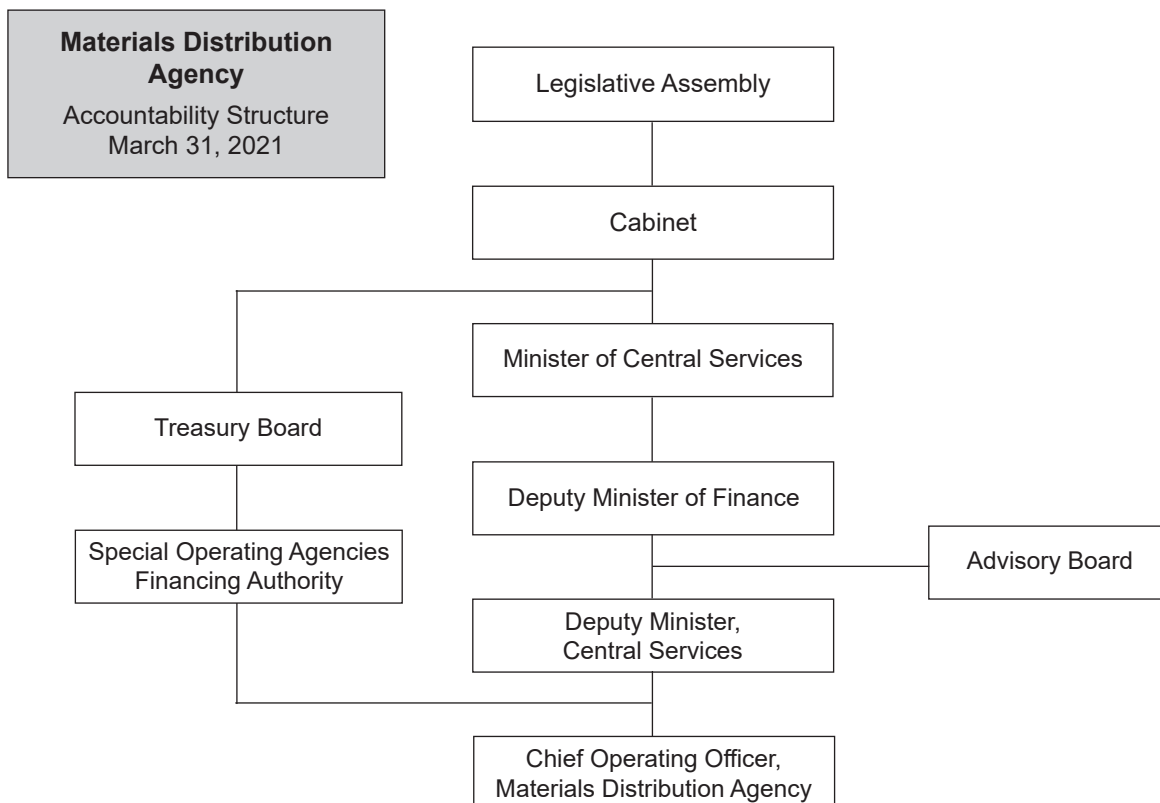 Materials Distribution
Agency
Accountability Structure
March 31, 2021
Legislative Assembly
Cabinet
Minister of Central Services
Treasury Board
Deputy Minister of Finance
Special Operating Agencies
Financing Authority
Advisory Board
Deputy Minister,
Central Services
Chief Operating Officer,
Materials Distribution Agency